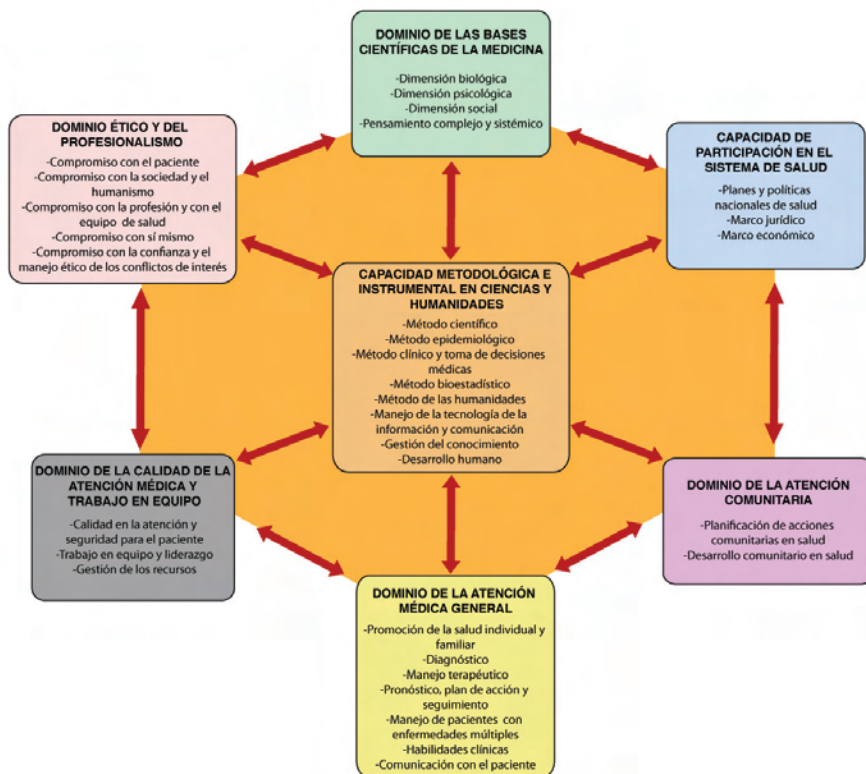 DOMINIO DE LAS BASES
CIENTÍFICAS DE LA MEDICINA
-Dimensión biológica
-Dimensión psicológica
-Dimensión social
-Pensamiento complejo y sistémico
DOMINIO ÉTICO Y DEL
PROFESIONALISMO
-Compromiso con el paciente
-Compromiso con la sociedad y el
humanismo
-Compromiso con la profesión y con el
equipo de salud
-Compromiso con sí mismo
-Compromiso con la confianza y el
manejo ético de los conflictos de interés
CAPACIDAD DE
PARTICIPACIÓN EN EL
SISTEMA DE SALUD
-Planes y políticas
nacionales de salud
-Marco jurídico
-Marco económico
CAPACIDAD METODOLÓGICA E
INSTRUMENTAL EN CIENCIAS Y
HUMANIDADES
-Método científico
-Método epidemiológico
-Método clínico y toma de decisiones
médicas
-Método bioestadístico
-Método de las humanidades
-Manejo de la tecnología de la
información y comunicación
-Gestión del conocimiento
-Desarrollo humano
DOMINIO DE LA CALIDAD DE LA
ATENCIÓN MÉDICA Y
TRABAJO EN EQUIPO
-Calidad en la atención y
seguridad para el paciente
-Trabajo en equipo y liderazgo
-Gestión de los recursos
DOMINIO DE LA ATENCIÓN
COMUNITARIA
-Planificación de acciones
comunitarias en salud
-Desarrollo comunitario en salud
DOMINIO DE LA ATENCIÓN
MÉDICA GENERAL
-Promoción de la salud individual y
familiar
-Diagnóstico
-Manejo terapéutico
-Pronóstico, plan de acción y
seguimiento
-Manejo de pacientes con
enfermedades múltiples
-Habilidades clínicas
-Comunicación con el paciente